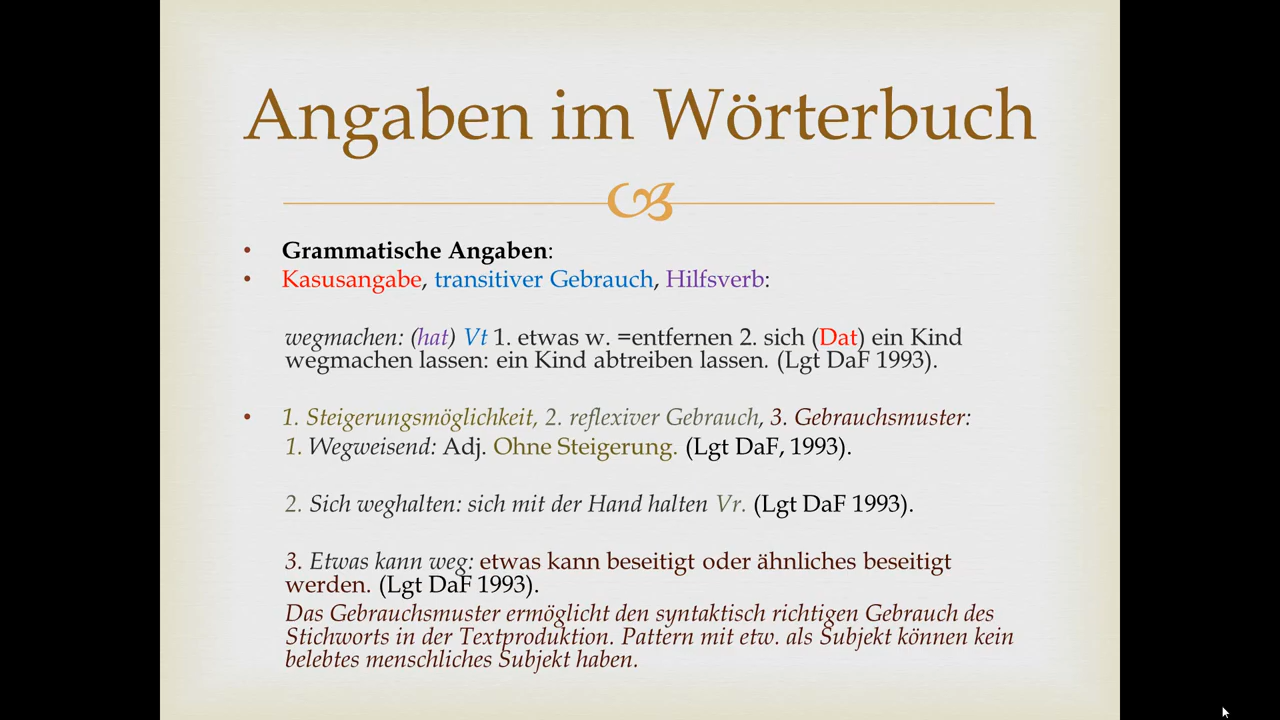 Angaben im Wörterbuch
• Grammatische Angaben:
• Kasusangabe, transitiver Gebrauch, Hilfsverb:
wegmachen: (hat) Vt 1. etwas w. =entfernen 2. sich (Dat) ein Kind
wegmachen lassen: ein Kind abtreiben lassen. (Lgt DaF 1993).
• 1. Steigerungsmöglichkeit, 2. reflexiver Gebrauch, 3. Gebrauchsmuster:
1. Wegweisend: Adj. Ohne Steigerung. (Lgt DaF, 1993).
2. Sich weghalten: sich mit der Hand halten Vr. (Lgt DaF 1993).
3. Etwas kann weg: etwas kann beseitigt oder ähnliches beseitigt
werden. (Lgt DaF 1993).
Das Gebrauchsmuster ermöglicht den syntaktisch richtigen Gebrauch des
Stichworts in der Textproduktion. Pattern mit etw. als Subjekt können kein
belebtes menschliches Subjekt haben.